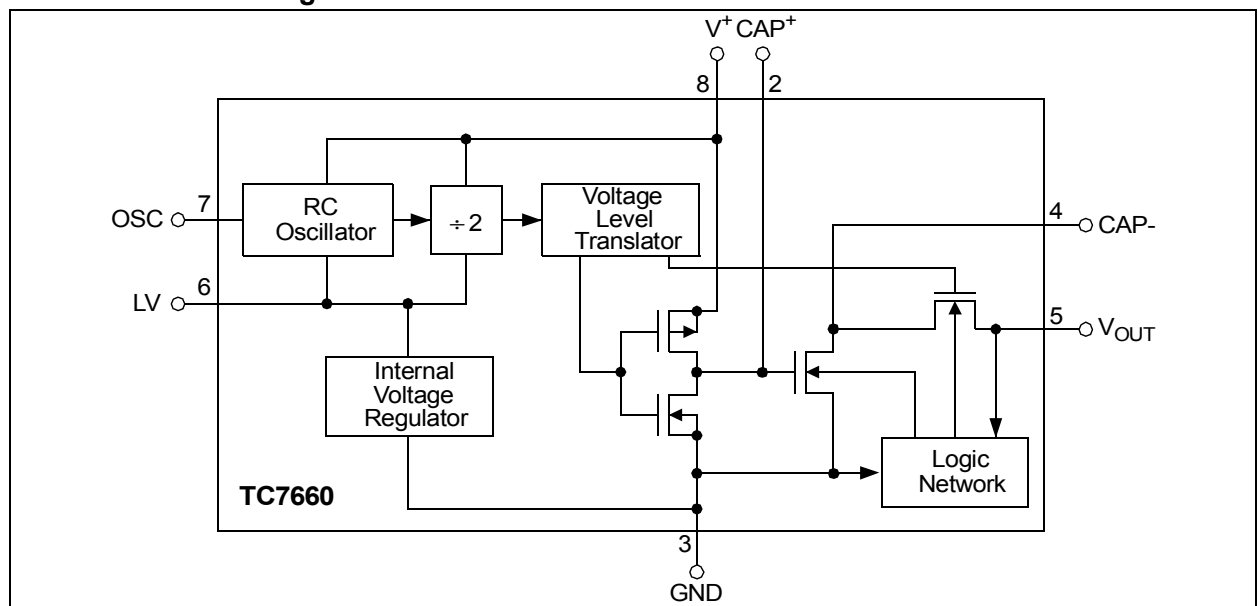 V+ CAP+
8 2
OSC 7
RC
Oscillator
÷2
Voltage
Level
Translator
4 CAP-
LV 6
5 VOUT
Internal
Voltage
Regulator
Logic
Network
TC7660
3
GND